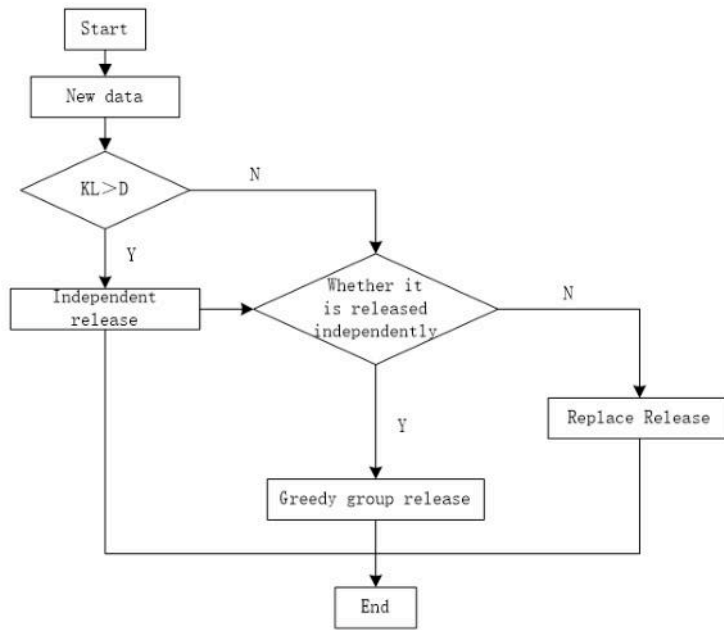 Start
New data
KL>D
N
Y
Independent
release
Whether it
is released
independently
N
Y
Replace Release
Greedy group release
End